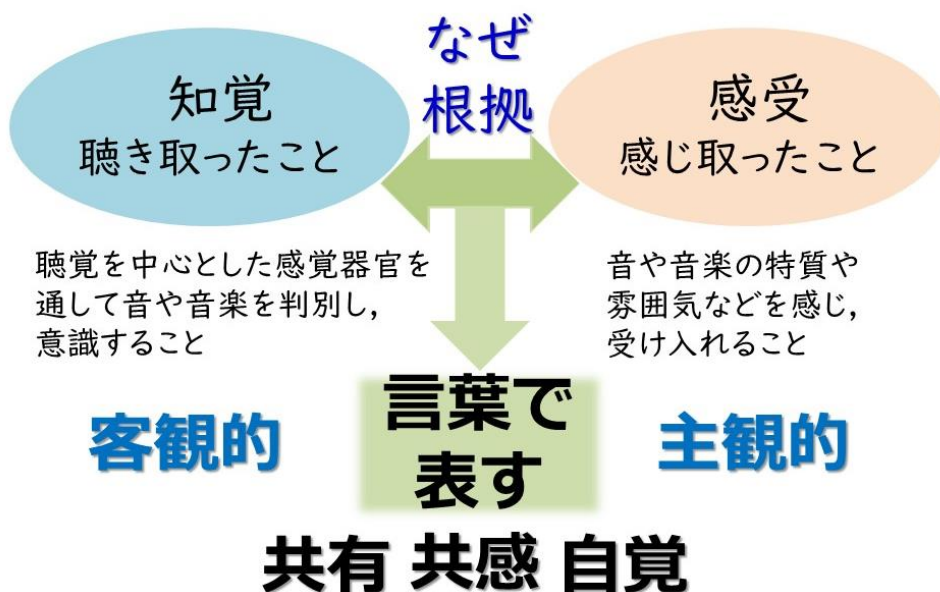 なぜ
根拠
知覚
聴き取ったこと
感受
感じ取ったこと
聴覚を中心とした感覚器官を
通して音や音楽を判別し，
意識すること
音や音楽の特質や
雰囲気などを感じ，
受け入れること
客観的
言葉で
表す
主観的
共有 共感 自覚